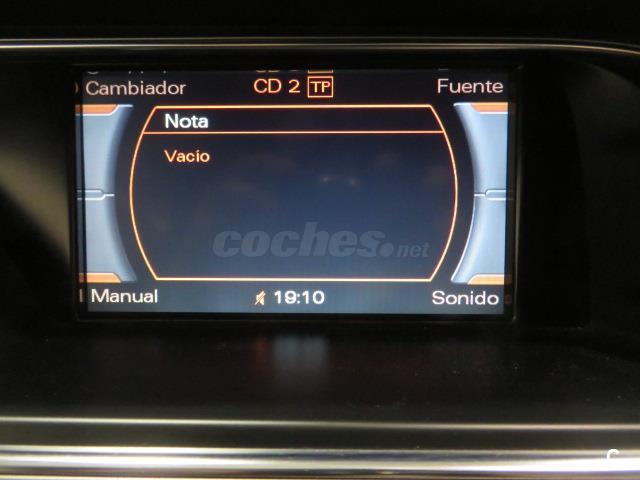 Cambiador CD 2 TP Fuente
Nota
Vacío
coches.net
Manual 19:10 Sonido